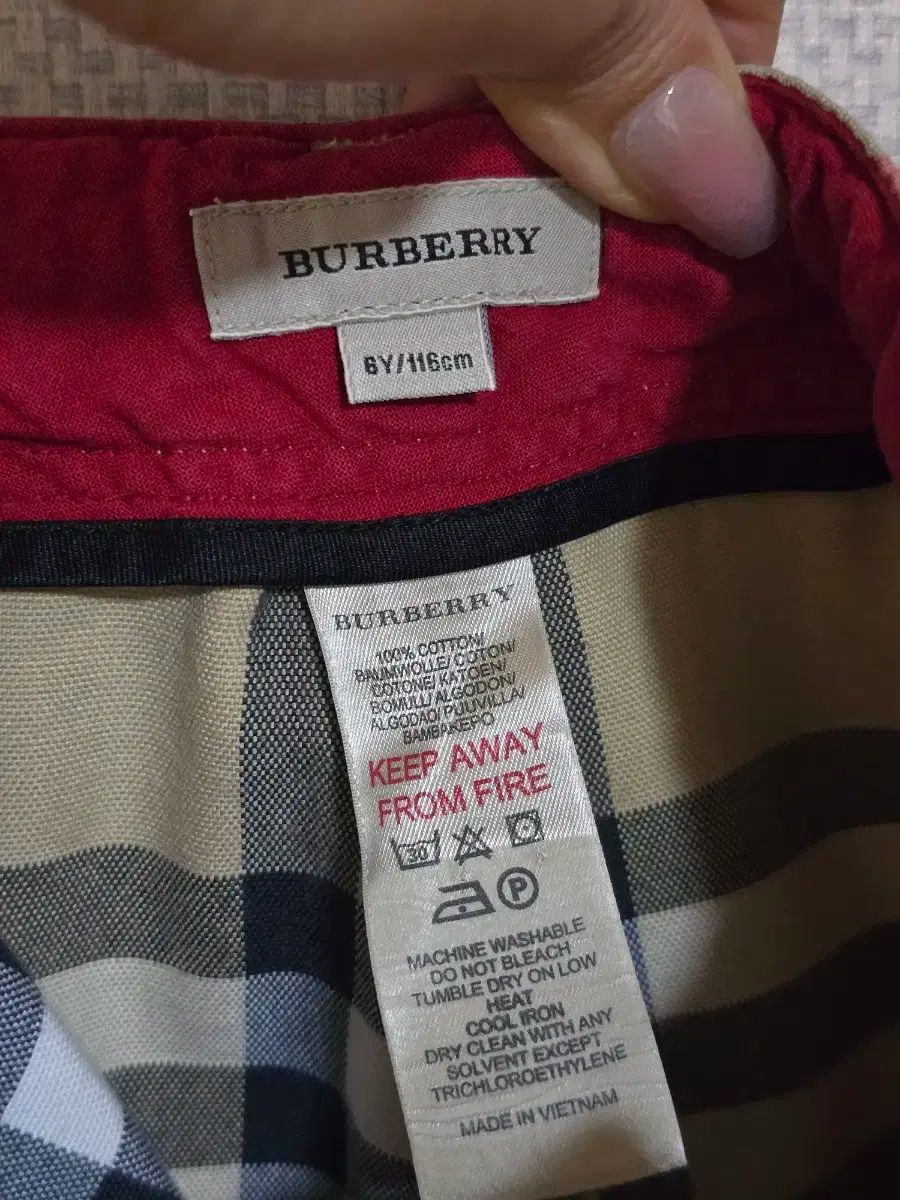 BURBERRY
6Y/116cm
BURBERRY
100% COTTON/
BAUMWOLLE/ COTON/
COTONE/ KATOEN/
BOMULL/ ALGODON/
ALGODAO/ PUUVILLA/
BAMBAKEPO
KEEP AWAY
FROM FIRE
30
P
MACHINE WASHABLE
DO NOT BLEACH
TUMBLE DRY ON LOW
HEAT
COOL IRON
DRY CLEAN WITH ANY
SOLVENT EXCEPT
TRICHLOROETHYLENE
MADE IN VIETNAM